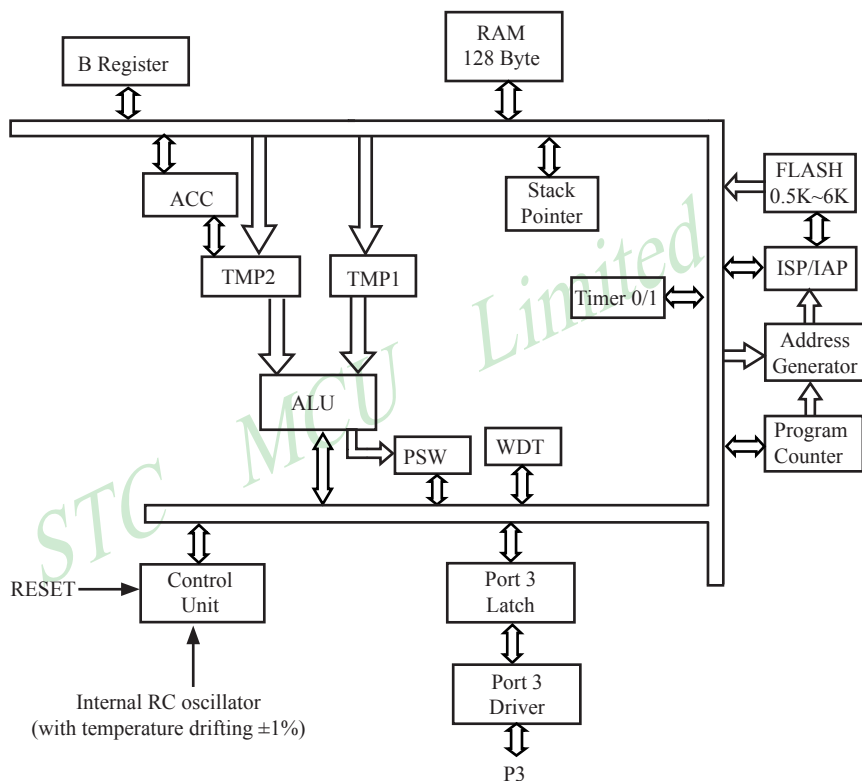 RAM
128 Byte
B Register
FLASH
0.5K~6K
ACC
Stack
Pointer
TMP2
TMP1
ISP/IAP
Timer 0/1
Address
Generator
ALU
PSW
WDT
Program
Counter
STC MCU Limited
RESET
Control
Unit
Port 3
Latch
Internal RC oscillator
(with temperature drifting ±1%)
Port 3
Driver
P3